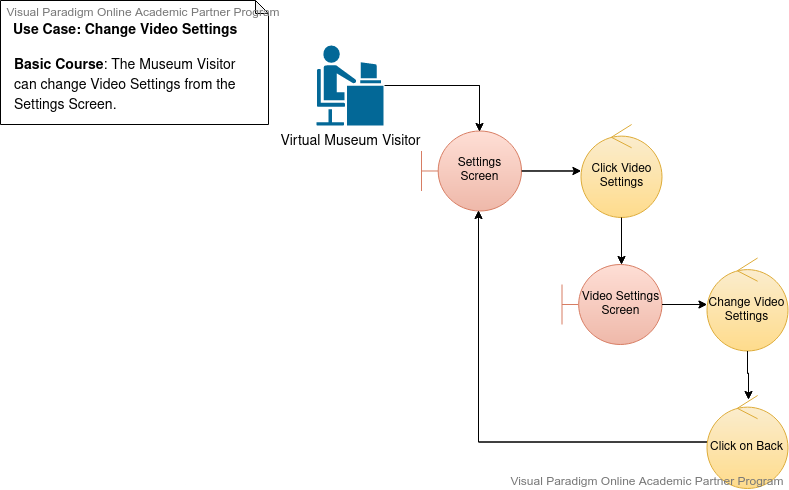 Visual Paradigm Online Academic Partner Program
Use Case: Change Video Settings
Basic Course: The Museum Visitor
can change Video Settings from the
Settings Screen.
Virtual Museum Visitor
Settings
Screen
Click Video
Settings
Video Settings
Screen
Change Video
Settings
Click on Back
Visual Paradigm Online Academic Partner Program